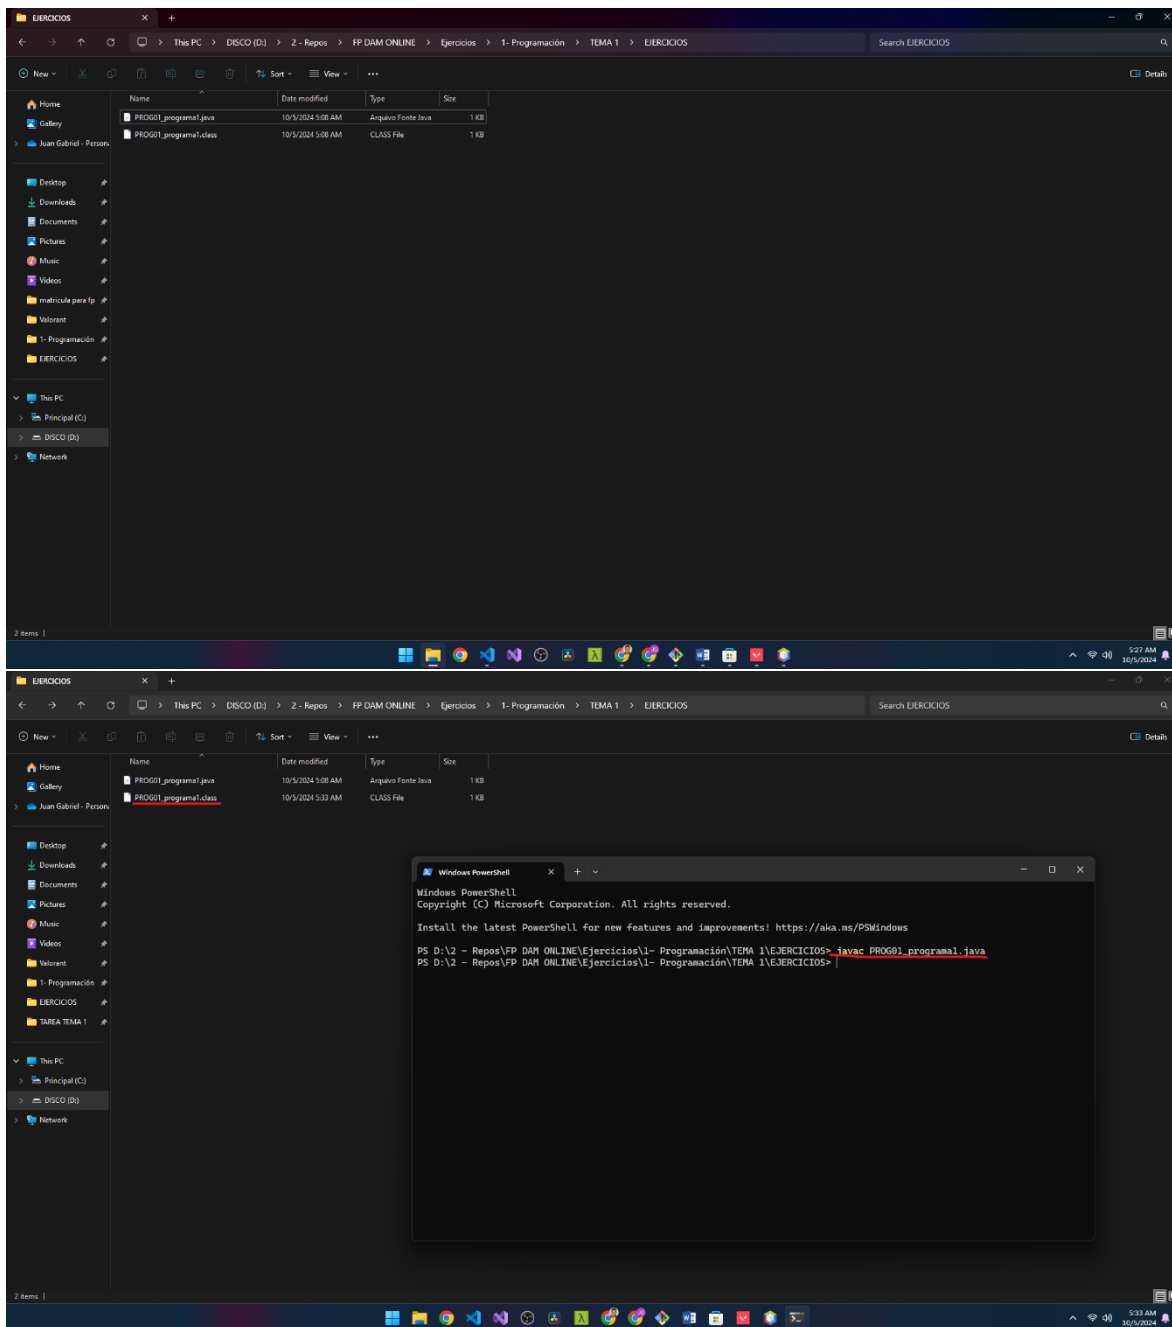 EJERCICIOS
This PC > DISCO (D:) > 2 - Repos > FP DAM ONLINE > Ejercicios > 1- Programación > TEMA 1 > EJERCICIOS
Search EJERCICIOS
New
Sort
View
Details
Name
Date modified
Type
Size
PROG01_programa1.java 10/5/2024 5:08 AM Arquivo Fonte Java 1 KB
PROG01_programa1.class 10/5/2024 5:08 AM CLASS File 1 KB
Home
Gallery
Juan Gabriel - Person
Desktop
Downloads
Documents
Pictures
Music
Videos
matricula para fp
Valorant
1- Programación
EJERCICIOS
This PC
Principal (C:)
DISCO (D:)
Network
2 items
5:27 AM
10/5/2024
EJERCICIOS
This PC > DISCO (D:) > 2 - Repos > FP DAM ONLINE > Ejercicios > 1- Programación > TEMA 1 > EJERCICIOS
Search EJERCICIOS
New
Sort
View
Details
Name
Date modified
Type
Size
PROG01_programa1.java 10/5/2024 5:08 AM Arquivo Fonte Java 1 KB
PROG01_programa1.class 10/5/2024 5:33 AM CLASS File 1 KB
Home
Gallery
Juan Gabriel - Person
Desktop
Downloads
Documents
Pictures
Music
Videos
Valorant
1- Programación
EJERCICIOS
TAREA TEMA 1
This PC
Principal (C:)
DISCO (D:)
Network
Windows PowerShell
Windows PowerShell
Copyright (C) Microsoft Corporation. All rights reserved.
Install the latest PowerShell for new features and improvements! https://aka.ms/PSWindows
PS D:\2 - Repos\FP DAM ONLINE\Ejercicios\1- Programación\TEMA 1\EJERCICIOS> javac PROG01_programa1.java
PS D:\2 - Repos\FP DAM ONLINE\Ejercicios\1- Programación\TEMA 1\EJERCICIOS>
2 items
5:33 AM
10/5/2024